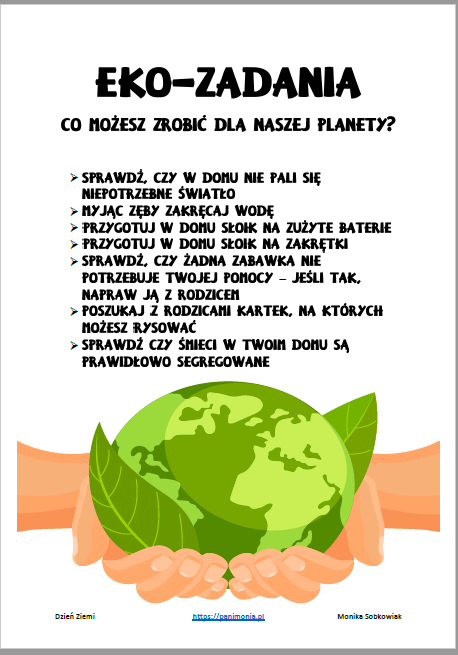 EKO-ZADANIA
CO MOŻESZ ZROBIĆ DLA NASZEJ PLANETY?
➢ SPRAWDŹ, CZY W DOMU NIE PALI SIĘ
NIEPOTRZEBNE ŚWIATŁO
➢ MYJĄC ZĘBY ZAKRĘCAJ WODĘ
➢ PRZYGOTUJ W DOMU SŁOIK NA ZUŻYTE BATERIE
➢ PRZYGOTUJ W DOMU SŁOIK NA ZAKRĘTKI
➢ SPRAWDŹ, CZY ŻADNA ZABAWKA NIE
POTRZEBUJE TWOJEJ POMOCY – JEŚLI TAK,
NAPRAW JĄ Z RODZICEM
➢ POSZUKAJ Z RODZICAMI KARTEK, NA KTÓRYCH
MOŻESZ RYSOWAĆ
➢ SPRAWDŹ CZY ŚMIECI W TWOIM DOMU SĄ
PRAWIDŁOWO SEGREGOWANE
Dzień Ziemi https://panimonia.pl Monika Sobkowiak